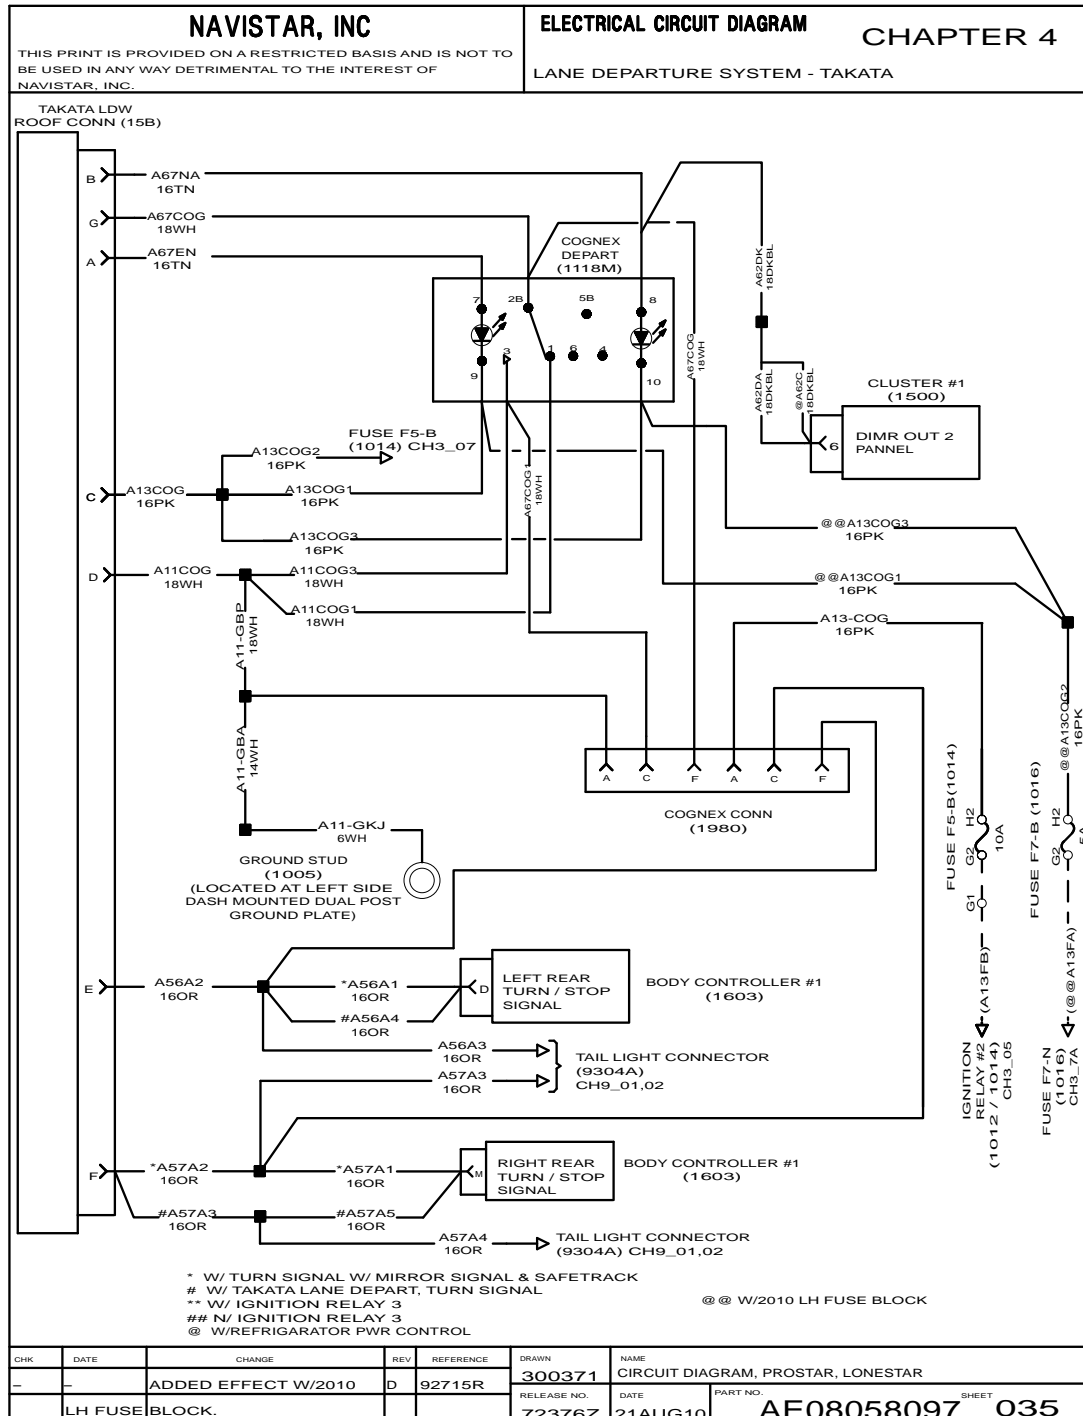 NAVISTAR, INC
THIS PRINT IS PROVIDED ON A RESTRICTED BASIS AND IS NOT TO
BE USED IN ANY WAY DETRIMENTAL TO THE INTEREST OF
NAVISTAR, INC.
ELECTRICAL CIRCUIT DIAGRAM
CHAPTER 4
LANE DEPARTURE SYSTEM - TAKATA
TAKATA LDW
ROOF CONN (15B)
B
A67NA
16TN
G
A67COG
18WH
A
A67EN
16TN
COGNEX
DEPART
(1118M)
7
2B
5B
8
3
1
6
4
9
10
A67COG
18WH
A62DK
18DKBL
A62DA
18DKBL
@A62C
18DKBL
CLUSTER #1
(1500)
6
DIMR OUT 2
PANNEL
FUSE F5-B
(1014) CH3_07
A13COG2
16PK
C
A13COG
16PK
A13COG1
16PK
A13COG3
16PK
A67COG1
18WH
@@A13COG3
16PK
D
A11COG
18WH
A11COG3
18WH
A11COG1
18WH
@@A13COG1
16PK
A13-COG
16PK
A11-GBP
18WH
A11-GBA
14WH
@@A13COG2
16PK
A
C
F
A
C
F
COGNEX CONN
(1980)
A11-GKJ
6WH
GROUND STUD
(1005)
(LOCATED AT LEFT SIDE
DASH MOUNTED DUAL POST
GROUND PLATE)
FUSE F5-B(1014)
H2
G2
10A
G1
(A13FB)
IGNITION
RELAY #2
(1012 / 1014)
CH3_05
FUSE F7-B (1016)
H2
G2
5A
(@@A13FA)
FUSE F7-N
(1016)
CH3_7A
E
A56A2
16OR
*A56A1
16OR
#A56A4
16OR
D
LEFT REAR
TURN / STOP
SIGNAL
BODY CONTROLLER #1
(1603)
A56A3
16OR
A57A3
16OR
TAIL LIGHT CONNECTOR
(9304A)
CH9_01,02
F
*A57A2
16OR
*A57A1
16OR
M
RIGHT REAR
TURN / STOP
SIGNAL
BODY CONTROLLER #1
(1603)
#A57A3
16OR
#A57A5
16OR
A57A4
16OR
TAIL LIGHT CONNECTOR
(9304A) CH9_01,02
* W/ TURN SIGNAL W/ MIRROR SIGNAL & SAFETRACK
# W/ TAKATA LANE DEPART, TURN SIGNAL
** W/ IGNITION RELAY 3
## N/ IGNITION RELAY 3
@ W/REFRIGARATOR PWR CONTROL
@@ W/2010 LH FUSE BLOCK
CHK
DATE
CHANGE
REV
REFERENCE
– – ADDED EFFECT W/2010 D 92715R
LH FUSE BLOCK.
DRAWN
300371
NAME
CIRCUIT DIAGRAM, PROSTAR, LONESTAR
RELEASE NO.
72376Z
DATE
21AUG10
PART NO.
AF08058097
SHEET
035